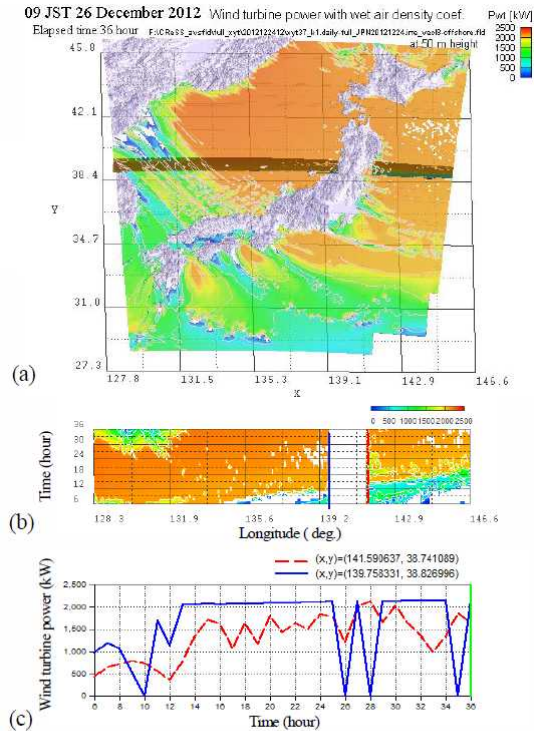 09 JST 26 December 2012 Wind turbine power with wet air density coef. Pwt [kW]
Elapsed time 36 hour
at 50 m height
2500
2000
1500
1000
500
0
45.8
42.1
38.4
Y
34.7
31.0
27.3
127.8 131.5 135.3 139.1 142.9 146.6
X
(a)
0 500 1000 1500 2000 2500
Time (hour)
36
30
24
18
12
6
128.3 131.9 135.6 139.2 142.9 146.6
Longitude ( deg.)
(b)
(x,y)=(141.590637, 38.741089)
(x,y)=(139.758331, 38.826996)
Wind turbine power (kW)
2,500
2,000
1,500
1,000
500
0
6 8 10 12 14 16 18 20 22 24 26 28 30 32 34 36
Time (hour)
(c)